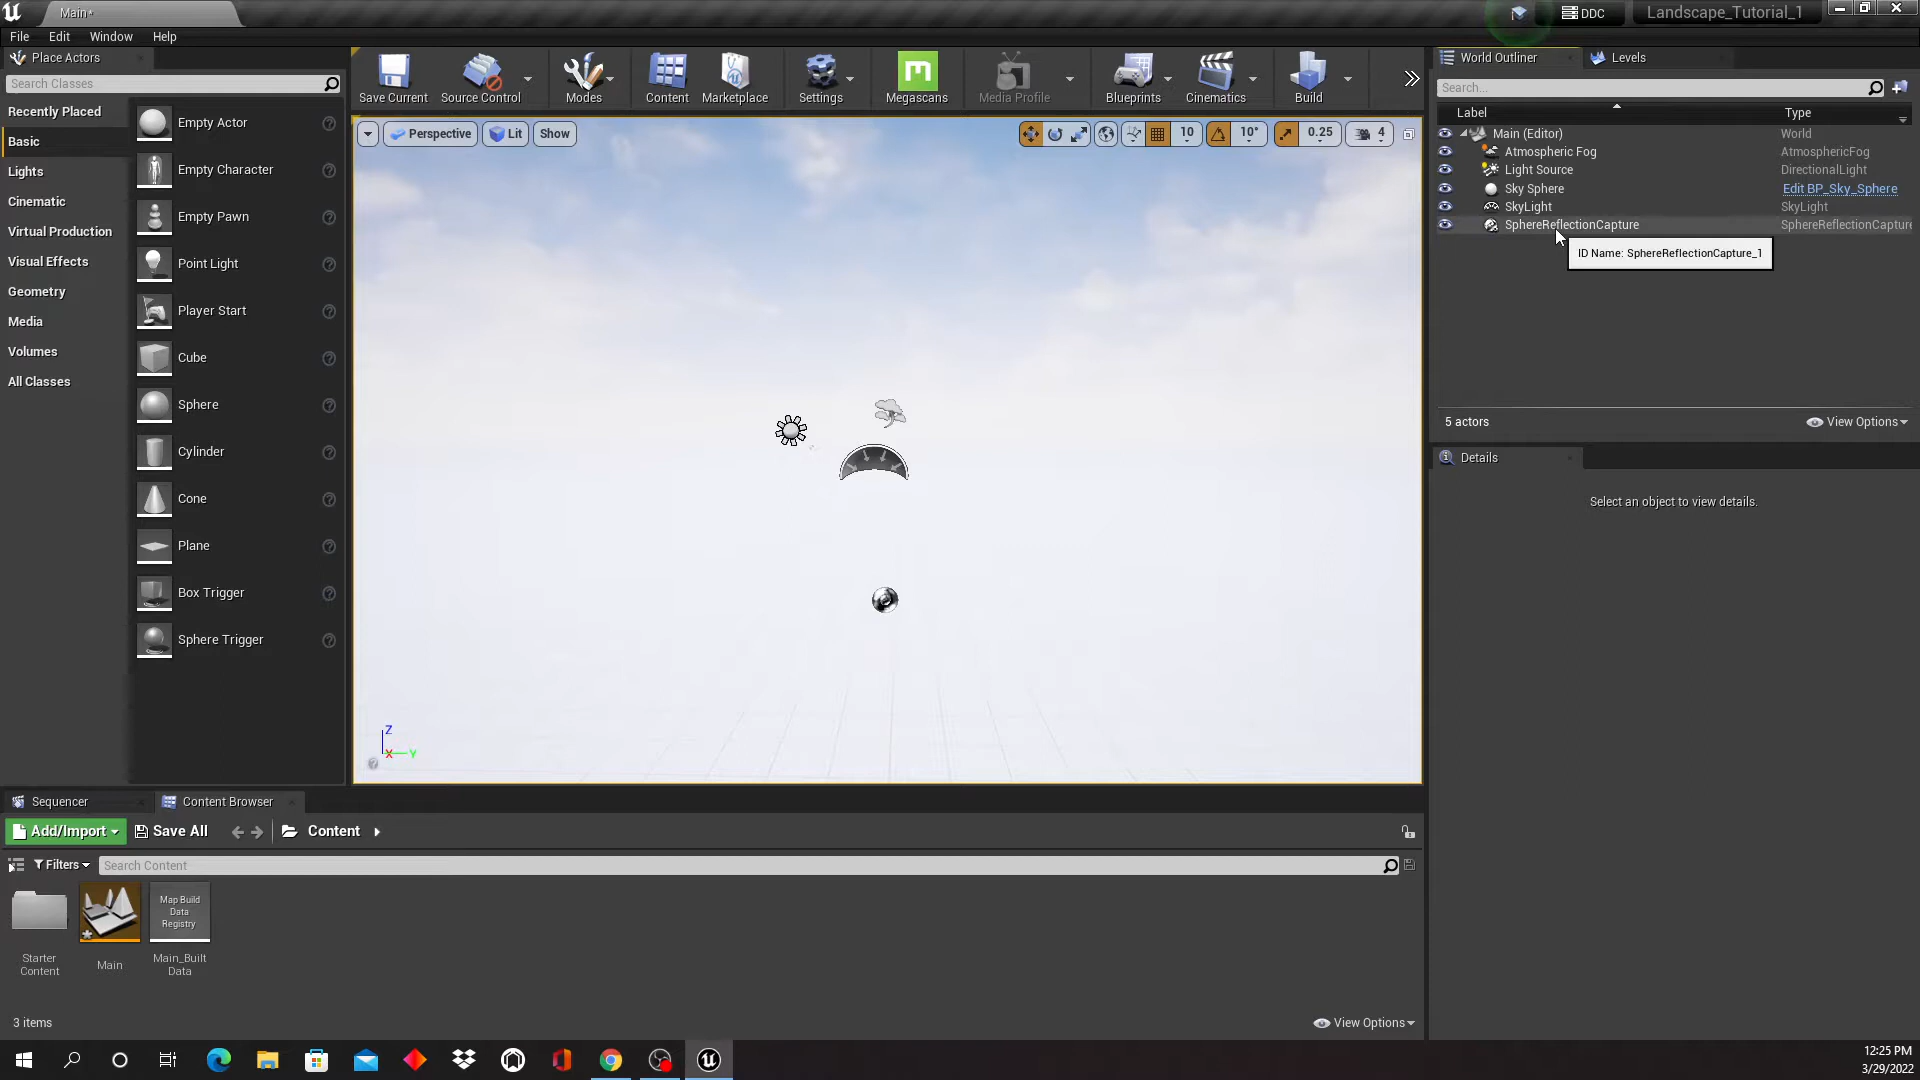 Main*
DDC
Landscape_Tutorial_1
File Edit Window Help
Place Actors
Search Classes
Recently Placed
Basic
Lights
Cinematic
Virtual Production
Visual Effects
Geometry
Media
Volumes
All Classes
Empty Actor
Empty Character
Empty Pawn
Point Light
Player Start
Cube
Sphere
Cylinder
Cone
Plane
Box Trigger
Sphere Trigger
Save Current
Source Control
Modes
Content
Marketplace
Settings
Megascans
Media Profile
Blueprints
Cinematics
Build
Perspective
Lit
Show
10
10°
0.25
4
Z
X
Y
World Outliner
Levels
Search...
Label Type
Main (Editor) World
Atmospheric Fog AtmosphericFog
Light Source DirectionalLight
Sky Sphere Edit BP_Sky_Sphere
SkyLight SkyLight
SphereReflectionCapture SphereReflectionCapture
ID Name: SphereReflectionCapture_1
5 actors
View Options
Details
Select an object to view details.
Sequencer
Content Browser
Add/Import
Save All
Content
Filters
Search Content
Starter
Content
Main
Map Build
Data
Registry
Main_Built
Data
3 items
View Options
12:25 PM
3/29/2022